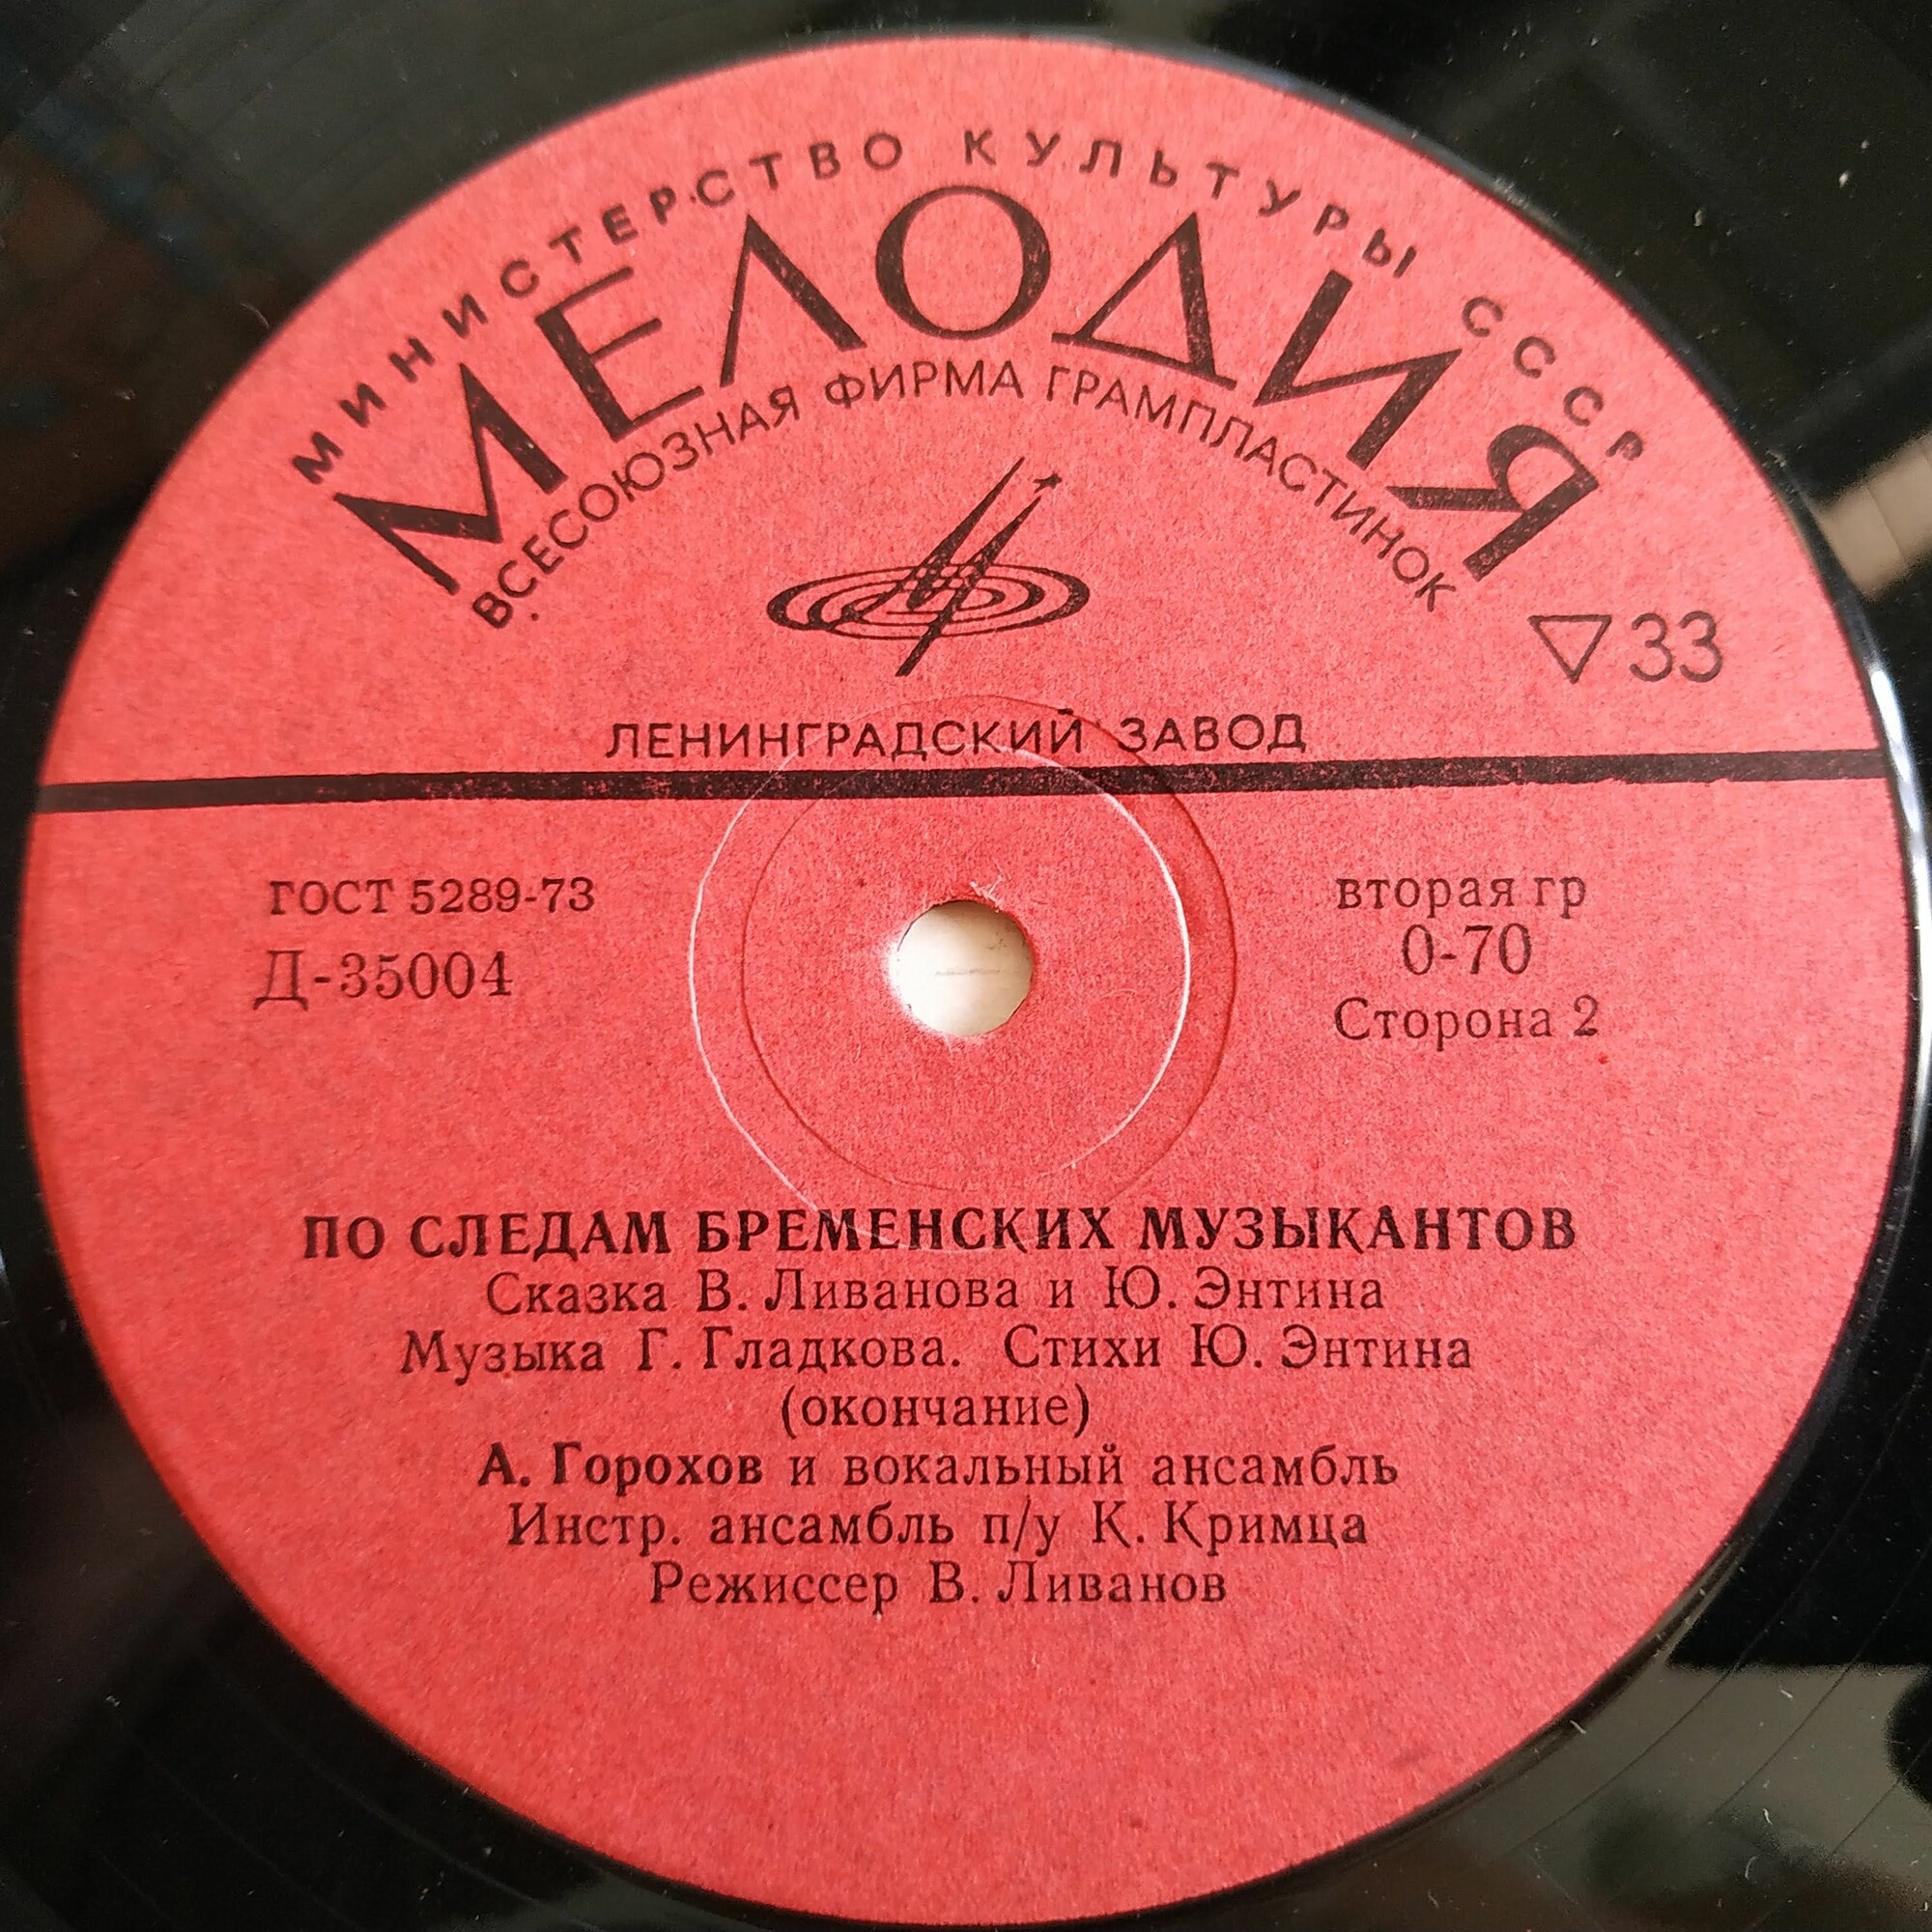 МИНИСТЕРСТВО КУЛЬТУРЫ СССР
МЕЛОДИЯ
ВСЕСОЮЗНАЯ ФИРМА ГРАМПЛАСТИНОК
33
ЛЕНИНГРАДСКИЙ ЗАВОД
ГОСТ 5289-73
Д-35004
вторая гр
0-70
Сторона 2
ПО СЛЕДАМ БРЕМЕНСКИХ МУЗЫКАНТОВ
Сказка В. Ливанова и Ю. Энтина
Музыка Г. Гладкова. Стихи Ю. Энтина
(окончание)
А. Горохов и вокальный ансамбль
Инстр. ансамбль п/у К. Кримца
Режиссер В. Ливанов